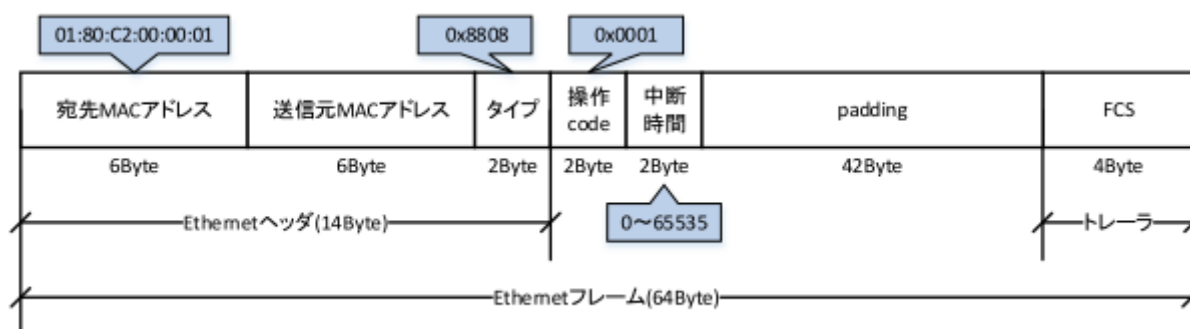 01:80:C2:00:00:01
0x8808
0x0001
宛先MACアドレス
送信元MACアドレス
タイプ
操作
code
中断
時間
padding
FCS
6Byte
6Byte
2Byte
2Byte
2Byte
42Byte
4Byte
0～65535
Ethernetヘッダ(14Byte)
トレーラ
Ethernetフレーム(64Byte)